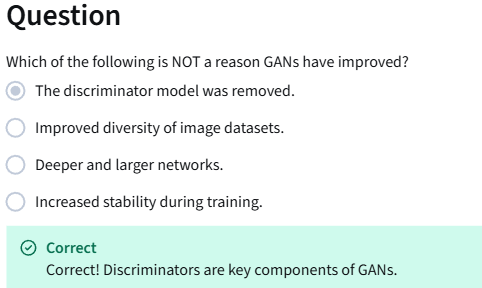 Question
Which of the following is NOT a reason GANs have improved?
The discriminator model was removed.
Improved diversity of image datasets.
Deeper and larger networks.
Increased stability during training.
Correct
Correct! Discriminators are key components of GANs.